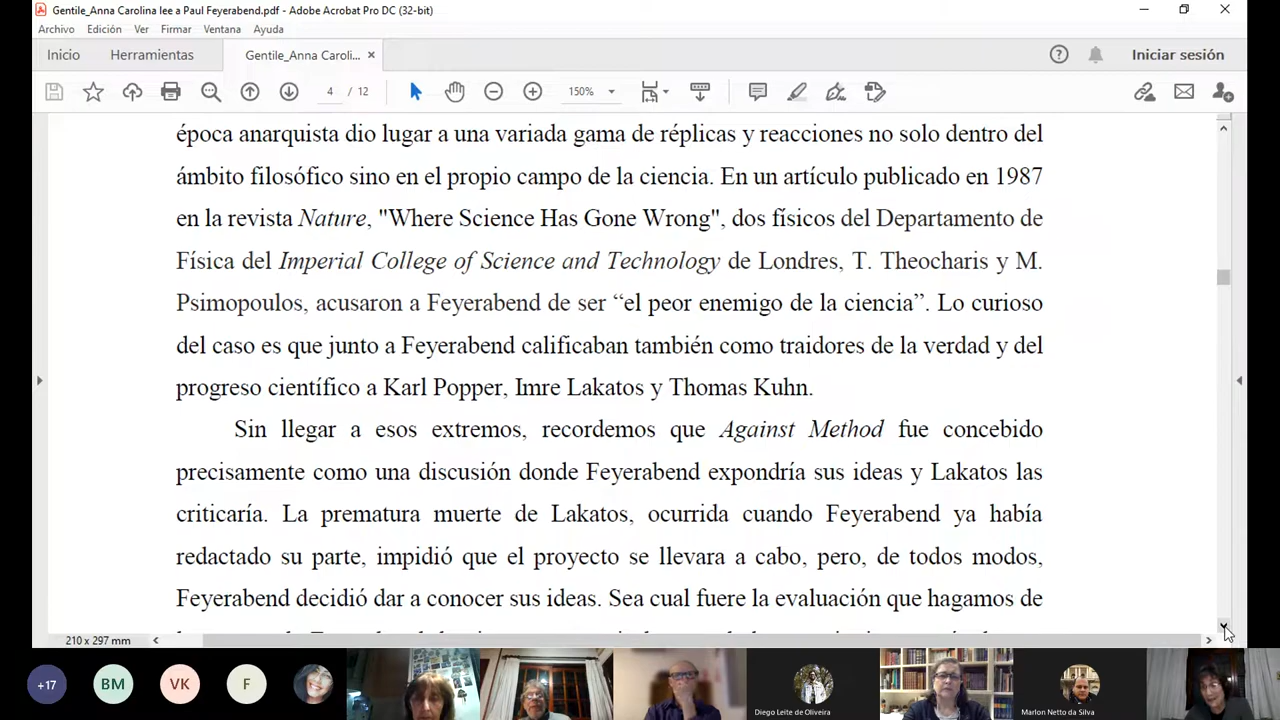 Gentile_Anna Carolina lee a Paul Feyerabend.pdf - Adobe Acrobat Pro DC (32-bit)
Archivo Edición Ver Firmar Ventana Ayuda
Inicio Herramientas Gentile_Anna Caroli... × Iniciar sesión
4 / 12 150%
época anarquista dio lugar a una variada gama de réplicas y reacciones no solo dentro del
ámbito filosófico sino en el propio campo de la ciencia. En un artículo publicado en 1987
en la revista Nature, "Where Science Has Gone Wrong", dos físicos del Departamento de
Física del Imperial College of Science and Technology de Londres, T. Theocharis y M.
Psimopoulos, acusaron a Feyerabend de ser “el peor enemigo de la ciencia”. Lo curioso
del caso es que junto a Feyerabend calificaban también como traidores de la verdad y del
progreso científico a Karl Popper, Imre Lakatos y Thomas Kuhn.
Sin llegar a esos extremos, recordemos que Against Method fue concebido
precisamente como una discusión donde Feyerabend expondría sus ideas y Lakatos las
criticaría. La prematura muerte de Lakatos, ocurrida cuando Feyerabend ya había
redactado su parte, impidió que el proyecto se llevara a cabo, pero, de todos modos,
Feyerabend decidió dar a conocer sus ideas. Sea cual fuere la evaluación que hagamos de
210 x 297 mm
+17 BM VK F
Diego Leite de Oliveira
Marlon Netto da Silva